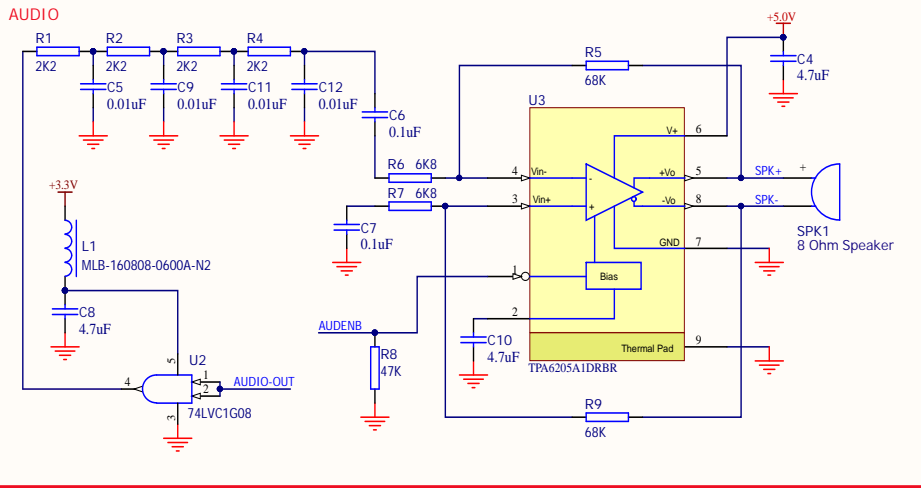 AUDIO
+5.0V
R1 R2 R3 R4 R5
2K2 2K2 2K2 2K2 68K
C4
4.7uF
C5 C9 C11 C12
0.01uF 0.01uF 0.01uF 0.01uF
C6
0.1uF
U3
V+ 6
R6 6K8 4 Vin- - +Vo 5 SPK+ +
R7 6K8 3 Vin+ + -Vo 8 SPK-
+3.3V
C7
0.1uF
GND 7
SPK1
8 Ohm Speaker
L1
MLB-160808-0600A-N2
1 Bias
C8
4.7uF
2
AUDENB
C10
4.7uF
Thermal Pad 9
TPA6205A1DRBR
R8
47K
5 U2
4 1 AUDIO-OUT
2
3 74LVC1G08
R9
68K